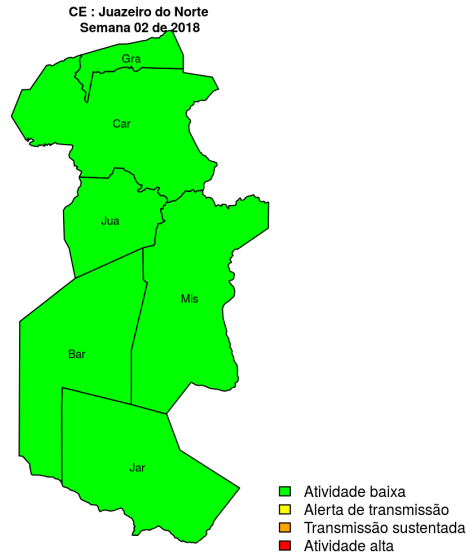 CE : Juazeiro do Norte
Semana 02 de 2018
Gra
Car
Jua
Mis
Bar
Jar
Atividade baixa
Alerta de transmissão
Transmissão sustentada
Atividade alta